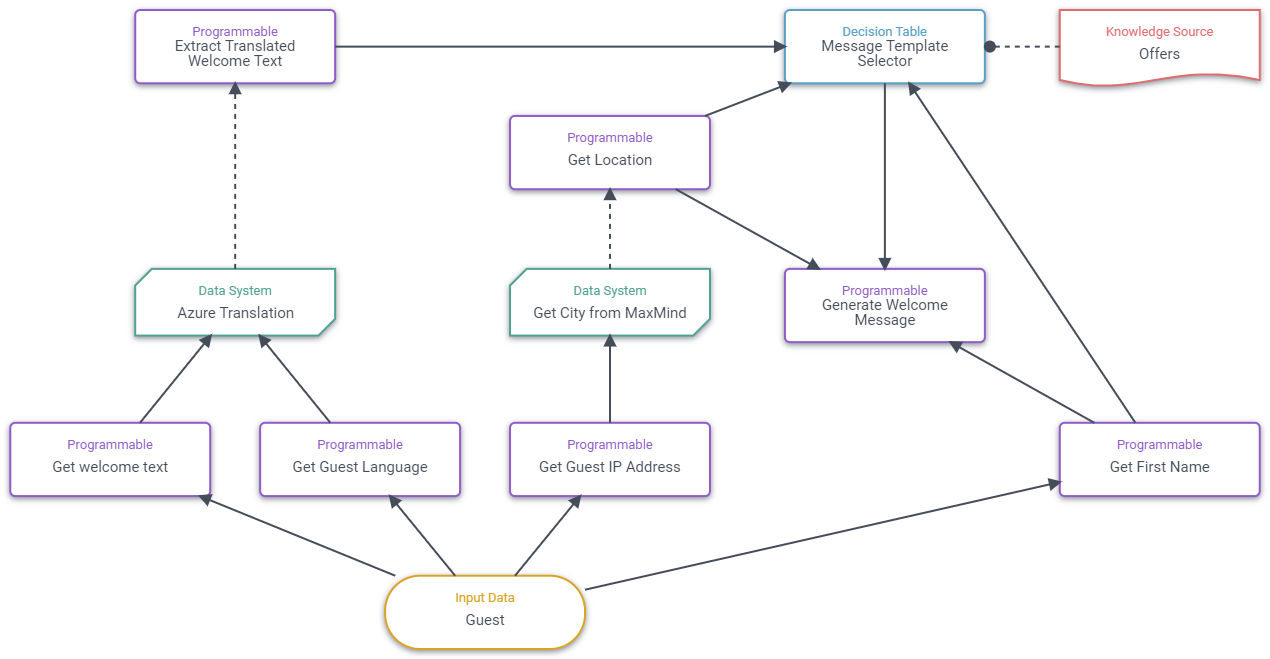 Programmable
Extract Translated
Welcome Text
Decision Table
Message Template
Selector
Knowledge Source
Offers
Programmable
Get Location
Data System
Azure Translation
Data System
Get City from MaxMind
Programmable
Generate Welcome
Message
Programmable
Get welcome text
Programmable
Get Guest Language
Programmable
Get Guest IP Address
Programmable
Get First Name
Input Data
Guest